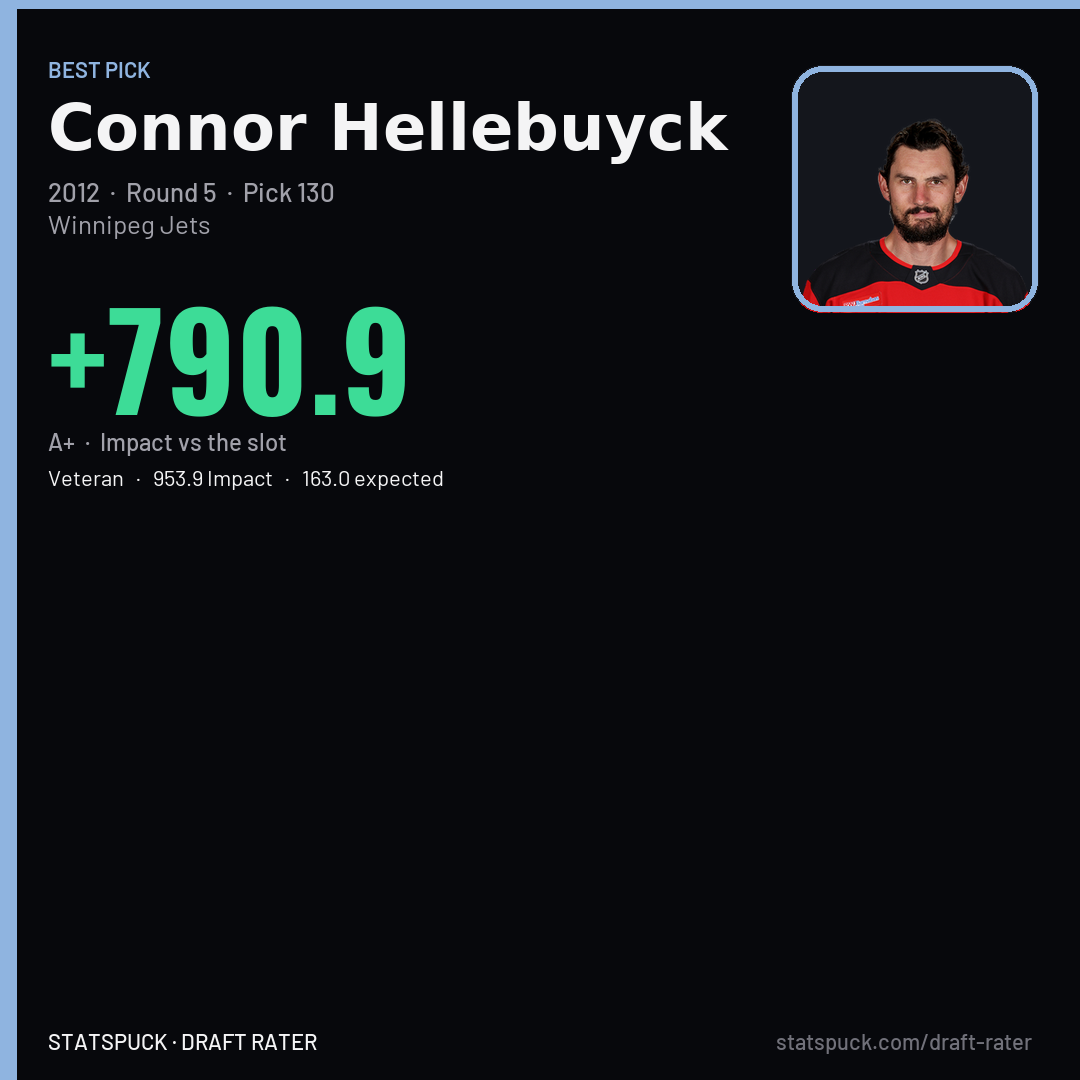 BEST PICK
Connor Hellebuyck
2012 · Round 5 · Pick 130
Winnipeg Jets
+790.9
A+ · Impact vs the slot
Veteran · 953.9 Impact · 163.0 expected
STATSPUCK · DRAFT RATER
statspuck.com/draft-rater